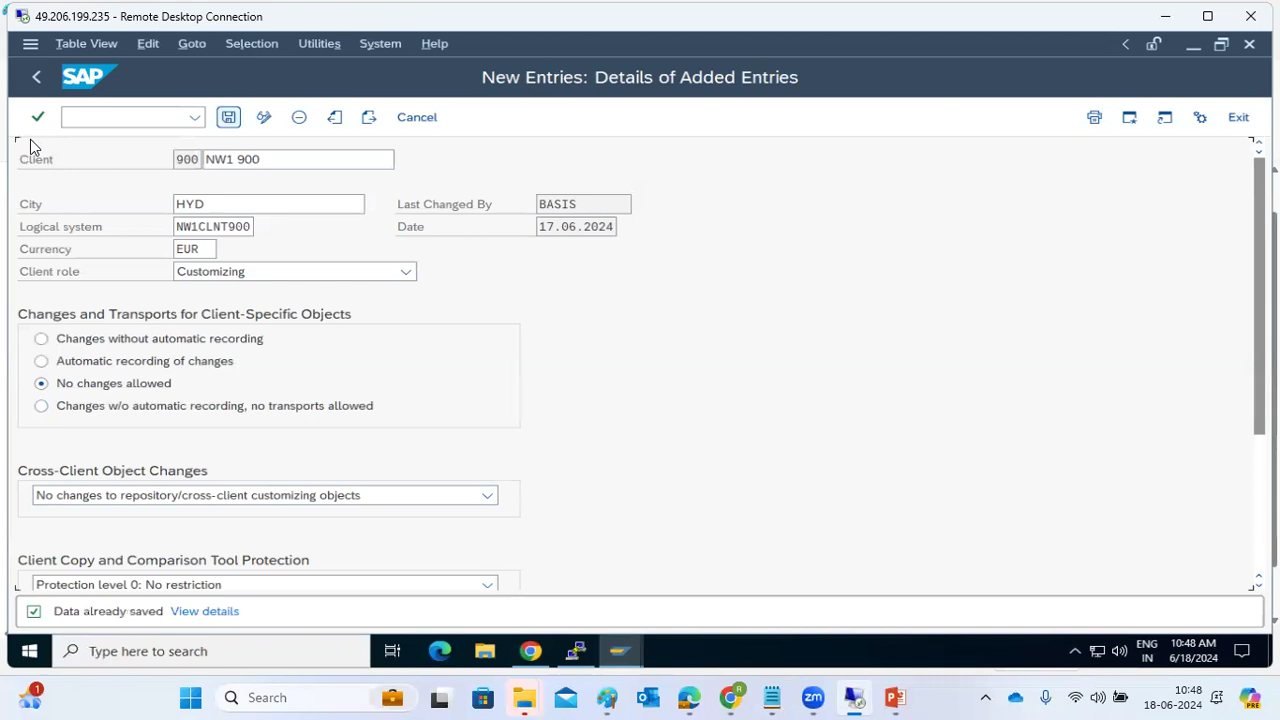 49.206.199.235 - Remote Desktop Connection
Table View Edit Goto Selection Utilities System Help
SAP New Entries: Details of Added Entries
Cancel Exit
Client 900 NW1 900
City HYD Last Changed By BASIS
Logical system NW1CLNT900 Date 17.06.2024
Currency EUR
Client role Customizing
Changes and Transports for Client-Specific Objects
Changes without automatic recording
Automatic recording of changes
No changes allowed
Changes w/o automatic recording, no transports allowed
Cross-Client Object Changes
No changes to repository/cross-client customizing objects
Client Copy and Comparison Tool Protection
Protection level 0: No restriction
Data already saved View details
Type here to search ENG 10:48 AM
IN 6/18/2024
1 Search R zm P PRE 10:48
18-06-2024